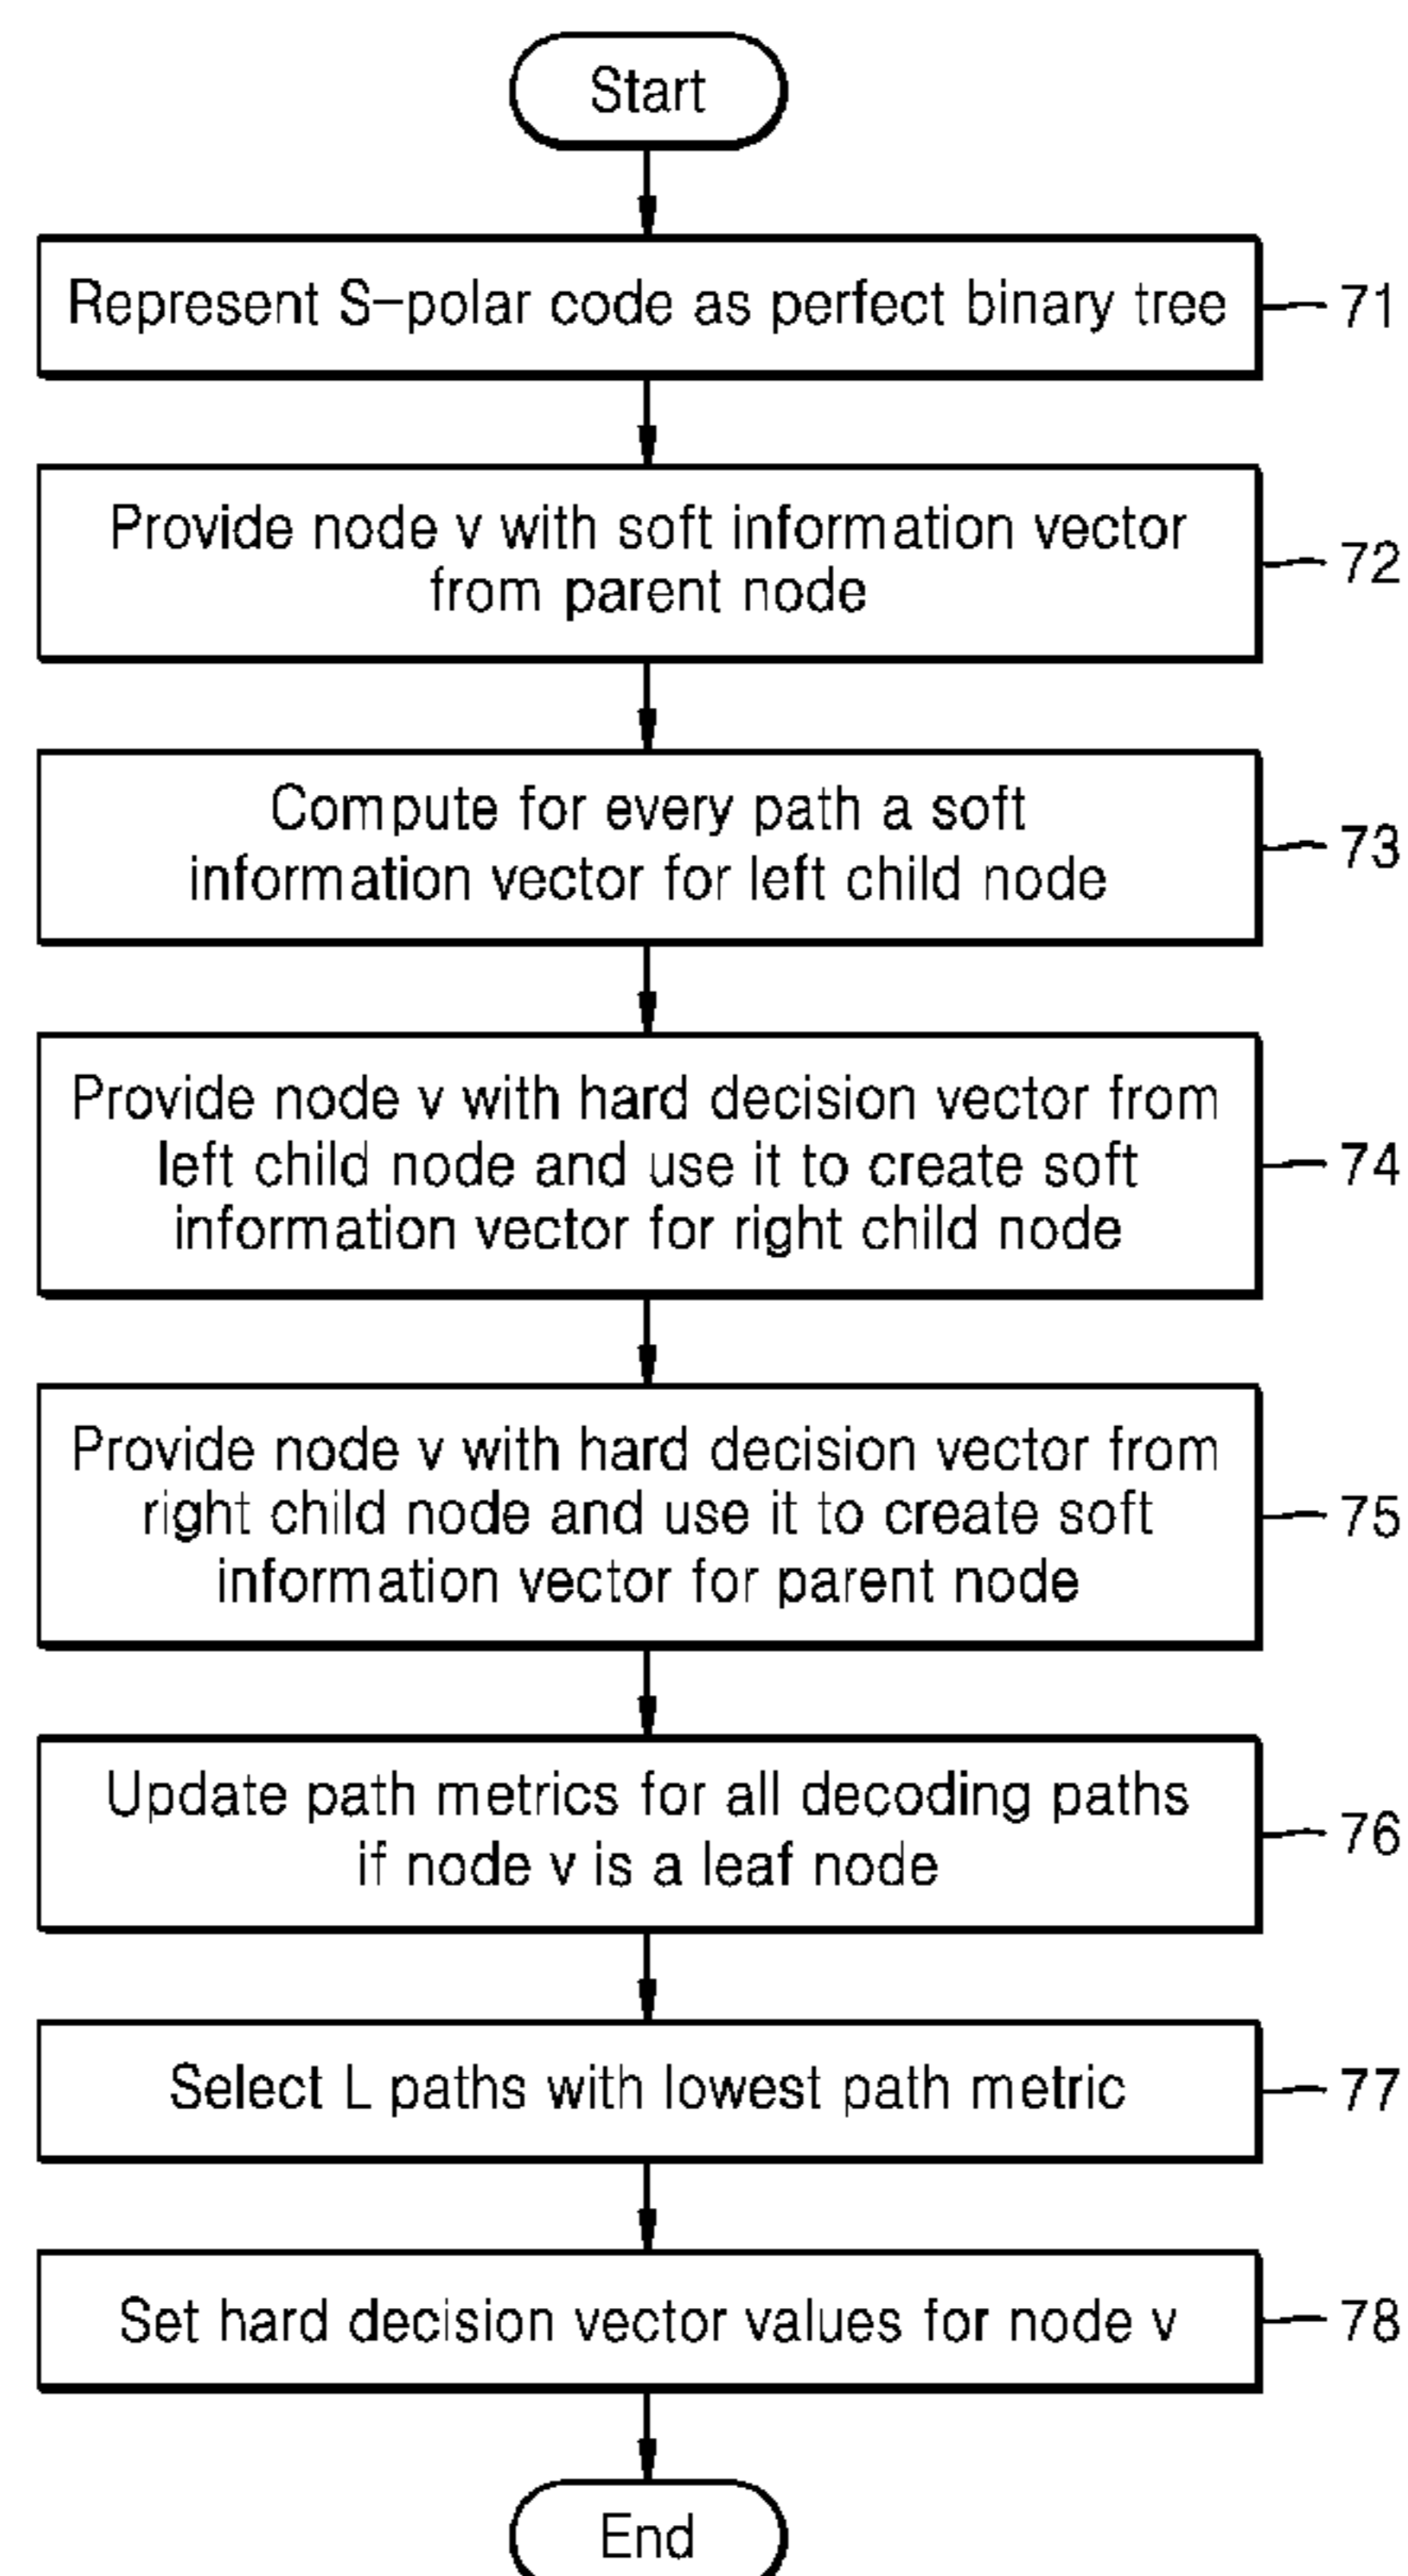 Start
Represent S-polar code as perfect binary tree
71
Provide node v with soft information vector
from parent node
72
Compute for every path a soft
information vector for left child node
73
Provide node v with hard decision vector from
left child node and use it to create soft
information vector for right child node
74
Provide node v with hard decision vector from
right child node and use it to create soft
information vector for parent node
75
Update path metrics for all decoding paths
if node v is a leaf node
76
Select L paths with lowest path metric
77
Set hard decision vector values for node v
78
End